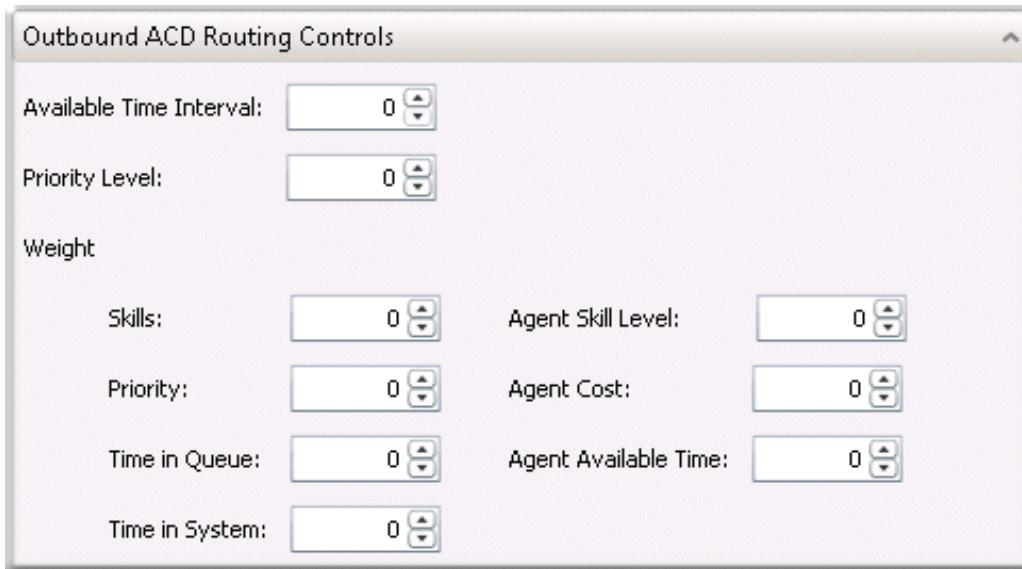 Outbound ACD Routing Controls
Available Time Interval: 0
Priority Level: 0
Weight
Skills: 0 Agent Skill Level: 0
Priority: 0 Agent Cost: 0
Time in Queue: 0 Agent Available Time: 0
Time in System: 0